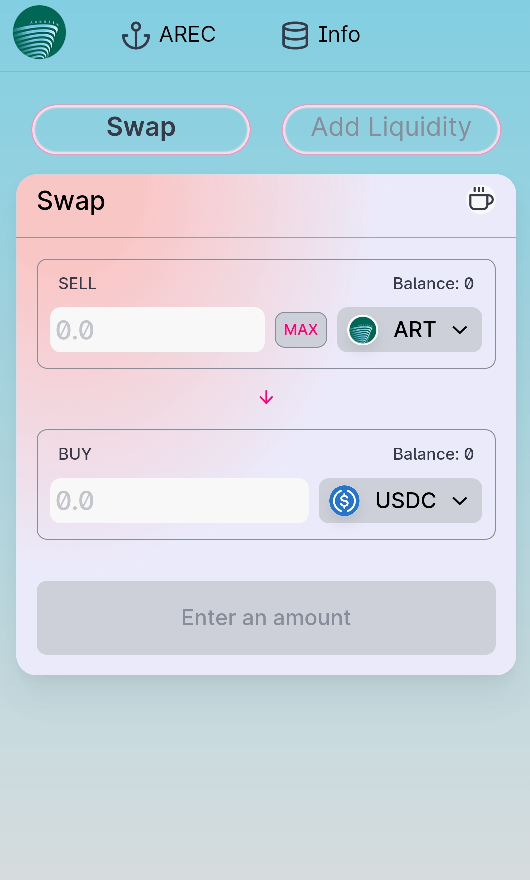 AREC
Info
Swap
Add Liquidity
Swap
SELL
Balance: 0
0.0
MAX
ART
BUY
Balance: 0
0.0
USDC
Enter an amount